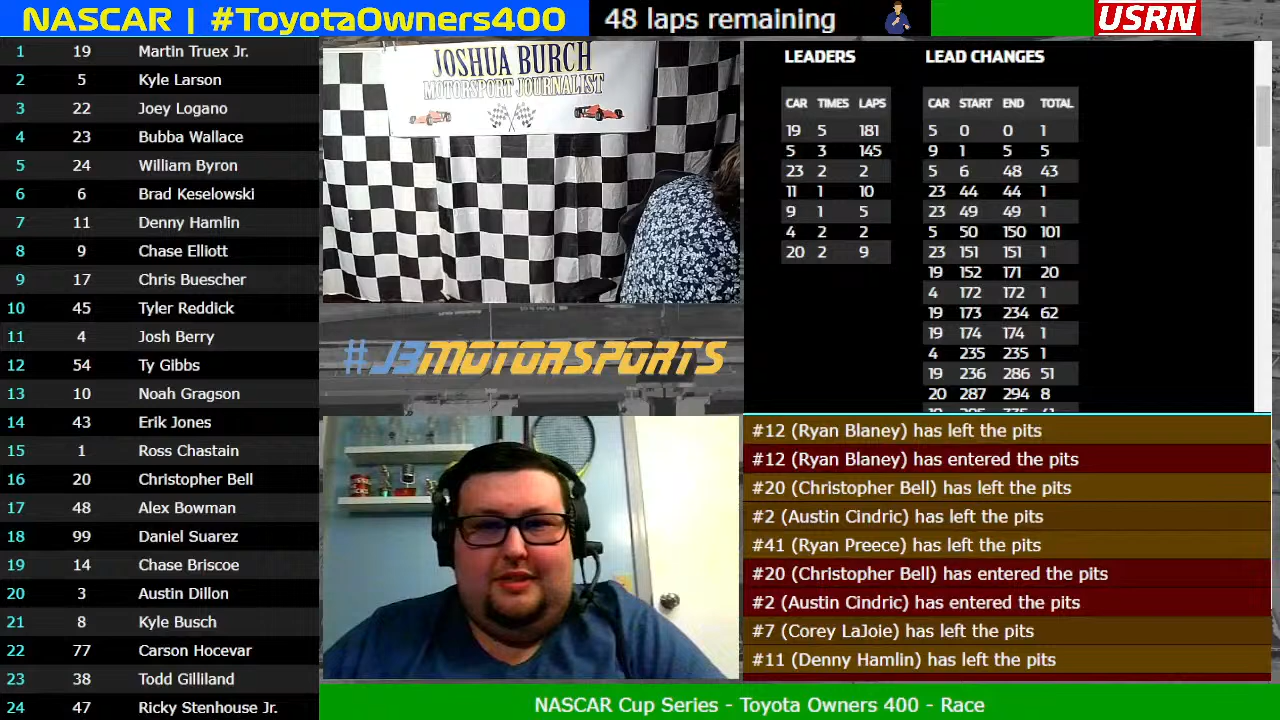 NASCAR | #ToyotaOwners400
48 laps remaining
USRN
1 19 Martin Truex Jr.
2 5 Kyle Larson
3 22 Joey Logano
4 23 Bubba Wallace
5 24 William Byron
6 6 Brad Keselowski
7 11 Denny Hamlin
8 9 Chase Elliott
9 17 Chris Buescher
10 45 Tyler Reddick
11 4 Josh Berry
12 54 Ty Gibbs
13 10 Noah Gragson
14 43 Erik Jones
15 1 Ross Chastain
16 20 Christopher Bell
17 48 Alex Bowman
18 99 Daniel Suarez
19 14 Chase Briscoe
20 3 Austin Dillon
21 8 Kyle Busch
22 77 Carson Hocevar
23 38 Todd Gilliland
24 47 Ricky Stenhouse Jr.
JOSHUA BURCH
MOTORSPORT JOURNALIST
#JBMOTORSPORTS
LEADERS
CAR TIMES LAPS
19 5 181
5 3 145
23 2 2
11 1 10
9 1 5
4 2 2
20 2 9
LEAD CHANGES
CAR START END TOTAL
5 0 0 1
9 1 5 5
5 6 48 43
23 44 44 1
23 49 49 1
5 50 150 101
23 151 151 1
19 152 171 20
4 172 172 1
19 173 234 62
19 174 174 1
4 235 235 1
19 236 286 51
20 287 294 8
#12 (Ryan Blaney) has left the pits
#12 (Ryan Blaney) has entered the pits
#20 (Christopher Bell) has left the pits
#2 (Austin Cindric) has left the pits
#41 (Ryan Preece) has left the pits
#20 (Christopher Bell) has entered the pits
#2 (Austin Cindric) has entered the pits
#7 (Corey LaJoie) has left the pits
#11 (Denny Hamlin) has left the pits
NASCAR Cup Series - Toyota Owners 400 - Race